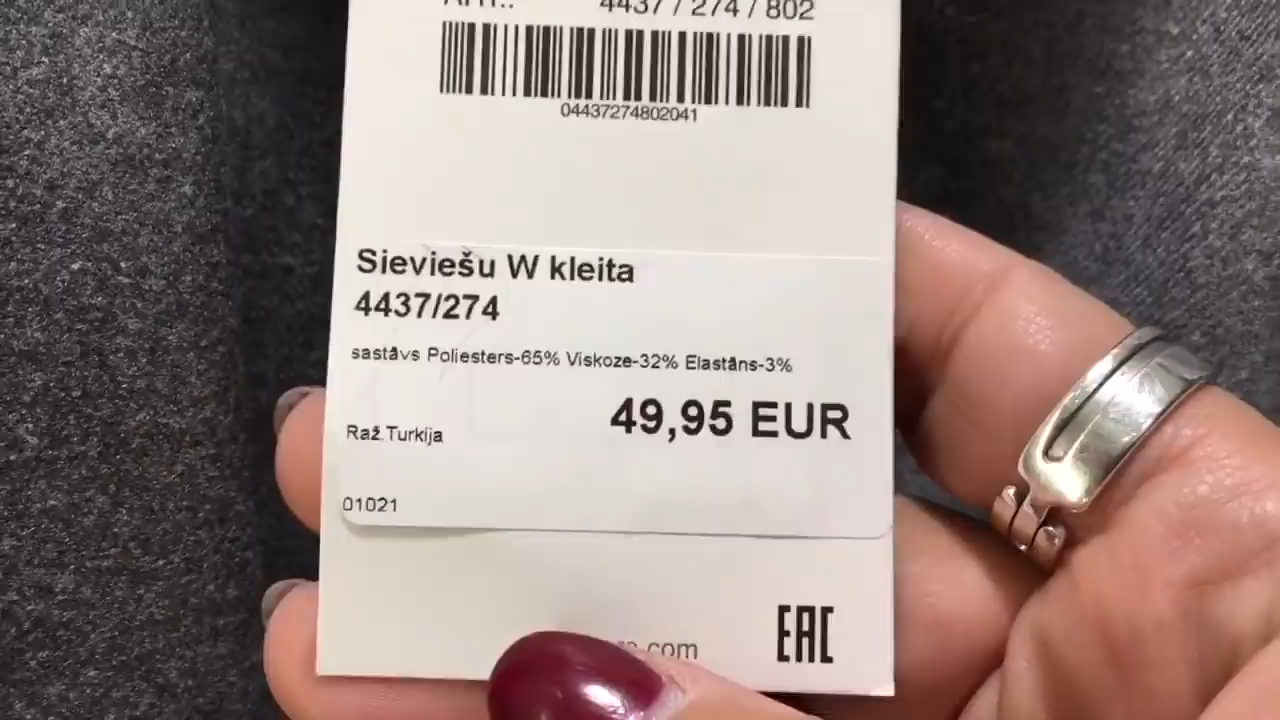 4437 / 274 / 802
04437274802041
Sieviešu W kleita
4437/274
sastāvs Poliesters-65% Viskoze-32% Elastāns-3%
49,95 EUR
Raž.Turkija
01021
.com
EAC